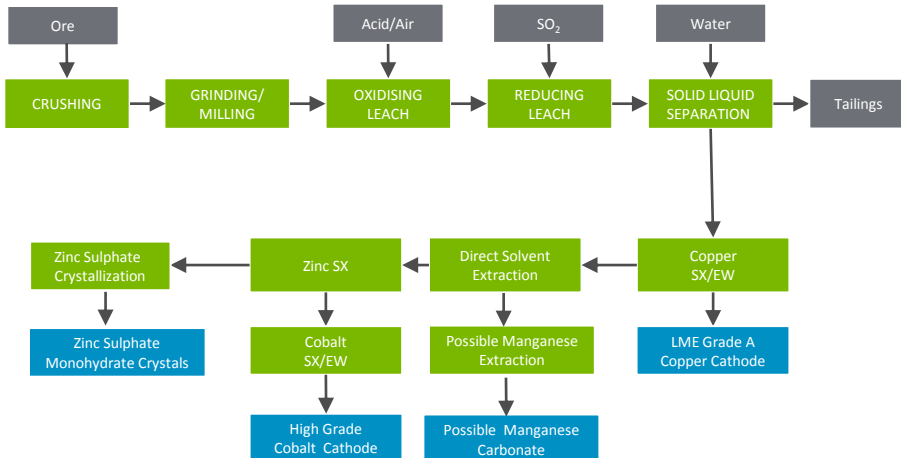 Ore
Acid/Air
SO₂
Water
CRUSHING
GRINDING/
MILLING
OXIDISING
LEACH
REDUCING
LEACH
SOLID LIQUID
SEPARATION
Tailings
Zinc Sulphate
Crystallization
Zinc SX
Direct Solvent
Extraction
Copper
SX/EW
Zinc Sulphate
Monohydrate Crystals
Cobalt
SX/EW
Possible Manganese
Extraction
LME Grade A
Copper Cathode
High Grade
Cobalt Cathode
Possible Manganese
Carbonate